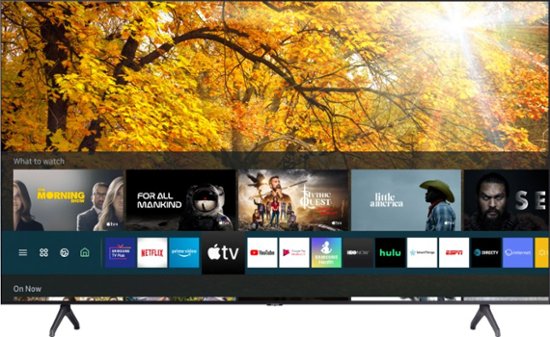 What to watch
THE
MORNING
SHOW
FOR ALL
MANKIND
MYTHIC
QUEST
little
america
SEE
SAMSUNG
TV Plus
NETFLIX
prime video
tv
YouTube
SAMSUNG
Health
HBO NOW
hulu
SmartThings
ESPN
DIRECTV
internet
On Now